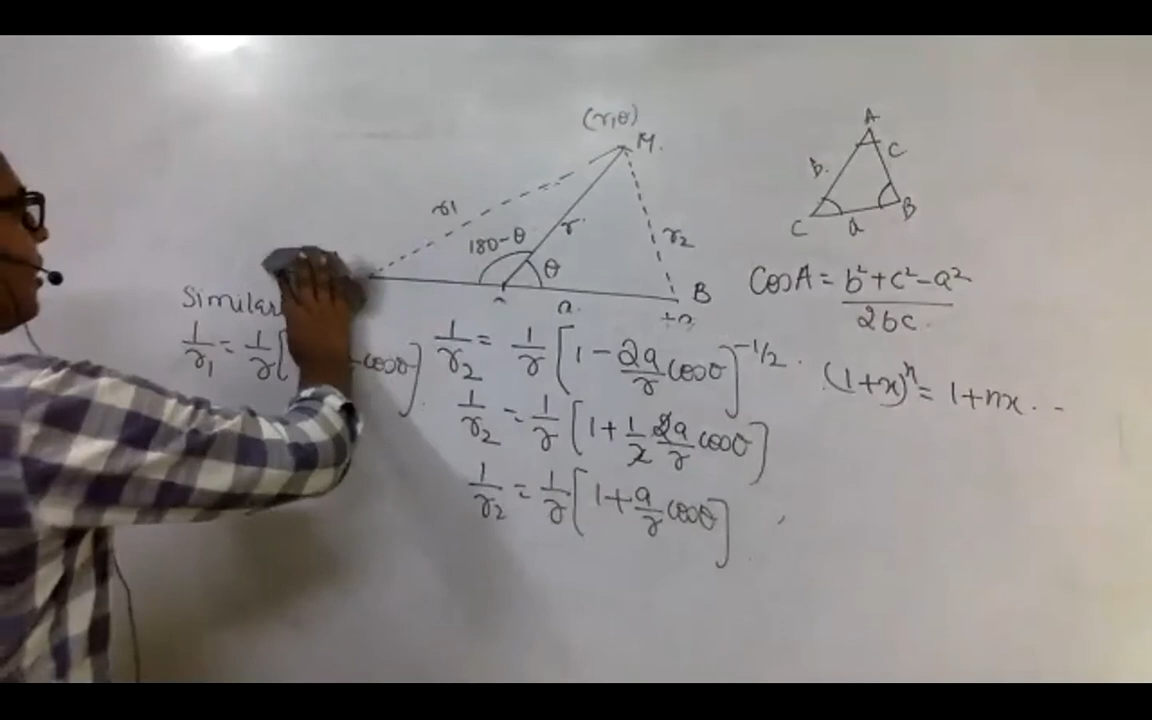 (r,θ)
M.
r1
r
r2
180-θ
θ
a
B
+a
A
b.
c
C
a
B
CosA = b²+c²-a² / 2bc.
Similar
1/r1 = 1/r [ cosθ].
1/r2 = 1/r [1 - 2a/r cosθ]^-1/2.
1/r2 = 1/r [1 + 1/2 2a/r cosθ]
1/r2 = 1/r [1 + a/r cosθ]
(1+x)^n = 1+nx...